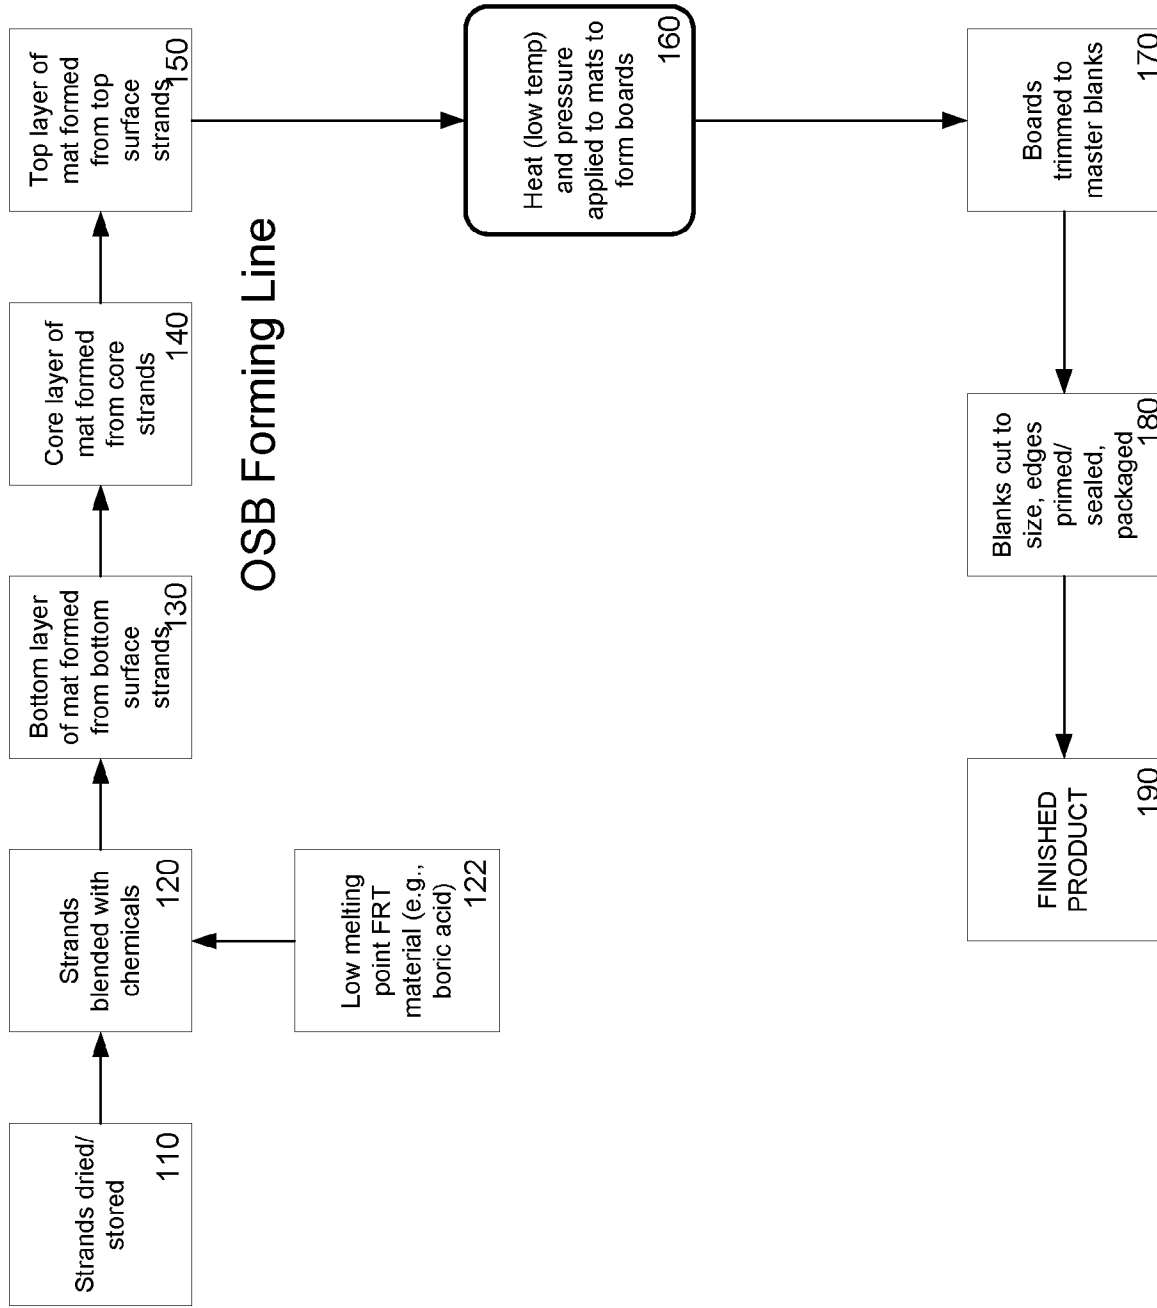 Strands dried/
stored
110
Strands
blended with
chemicals
120
Low melting
point FRT
material (e.g.,
boric acid)
122
Bottom layer
of mat formed
from bottom
surface
strands
130
Core layer of
mat formed
from core
strands
140
Top layer of
mat formed
from top
surface
strands
150
OSB Forming Line
Heat (low temp)
and pressure
applied to mats to
form boards
160
Boards
trimmed to
master blanks
170
Blanks cut to
size, edges
primed/
sealed,
packaged
180
FINISHED
PRODUCT
190